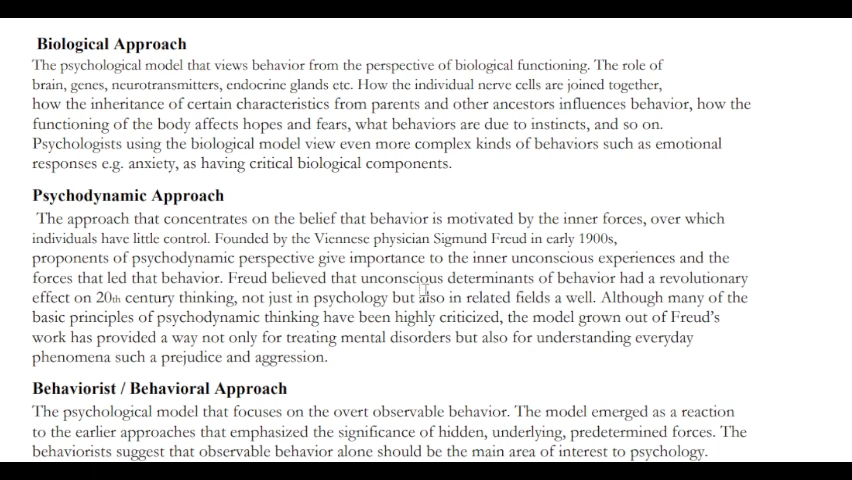 Biological Approach
The psychological model that views behavior from the perspective of biological functioning. The role of
brain, genes, neurotransmitters, endocrine glands etc. How the individual nerve cells are joined together,
how the inheritance of certain characteristics from parents and other ancestors influences behavior, how the
functioning of the body affects hopes and fears, what behaviors are due to instincts, and so on.
Psychologists using the biological model view even more complex kinds of behaviors such as emotional
responses e.g. anxiety, as having critical biological components.
Psychodynamic Approach
The approach that concentrates on the belief that behavior is motivated by the inner forces, over which
individuals have little control. Founded by the Viennese physician Sigmund Freud in early 1900s,
proponents of psychodynamic perspective give importance to the inner unconscious experiences and the
forces that led that behavior. Freud believed that unconscious determinants of behavior had a revolutionary
effect on 20th century thinking, not just in psychology but also in related fields a well. Although many of the
basic principles of psychodynamic thinking have been highly criticized, the model grown out of Freud's
work has provided a way not only for treating mental disorders but also for understanding everyday
phenomena such a prejudice and aggression.
Behaviorist / Behavioral Approach
The psychological model that focuses on the overt observable behavior. The model emerged as a reaction
to the earlier approaches that emphasized the significance of hidden, underlying, predetermined forces. The
behaviorists suggest that observable behavior alone should be the main area of interest to psychology.